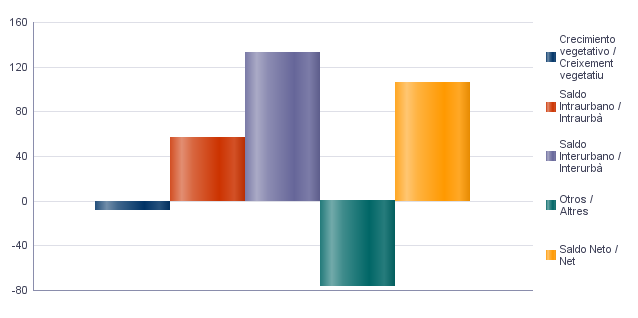 160
120
80
40
0
-40
-80
Crecimiento
vegetativo /
Creixement
vegetatiu
Saldo
Intraurbano /
Intraurbà
Saldo
Interurbano /
Interurbà
Otros /
Altres
Saldo Neto /
Net